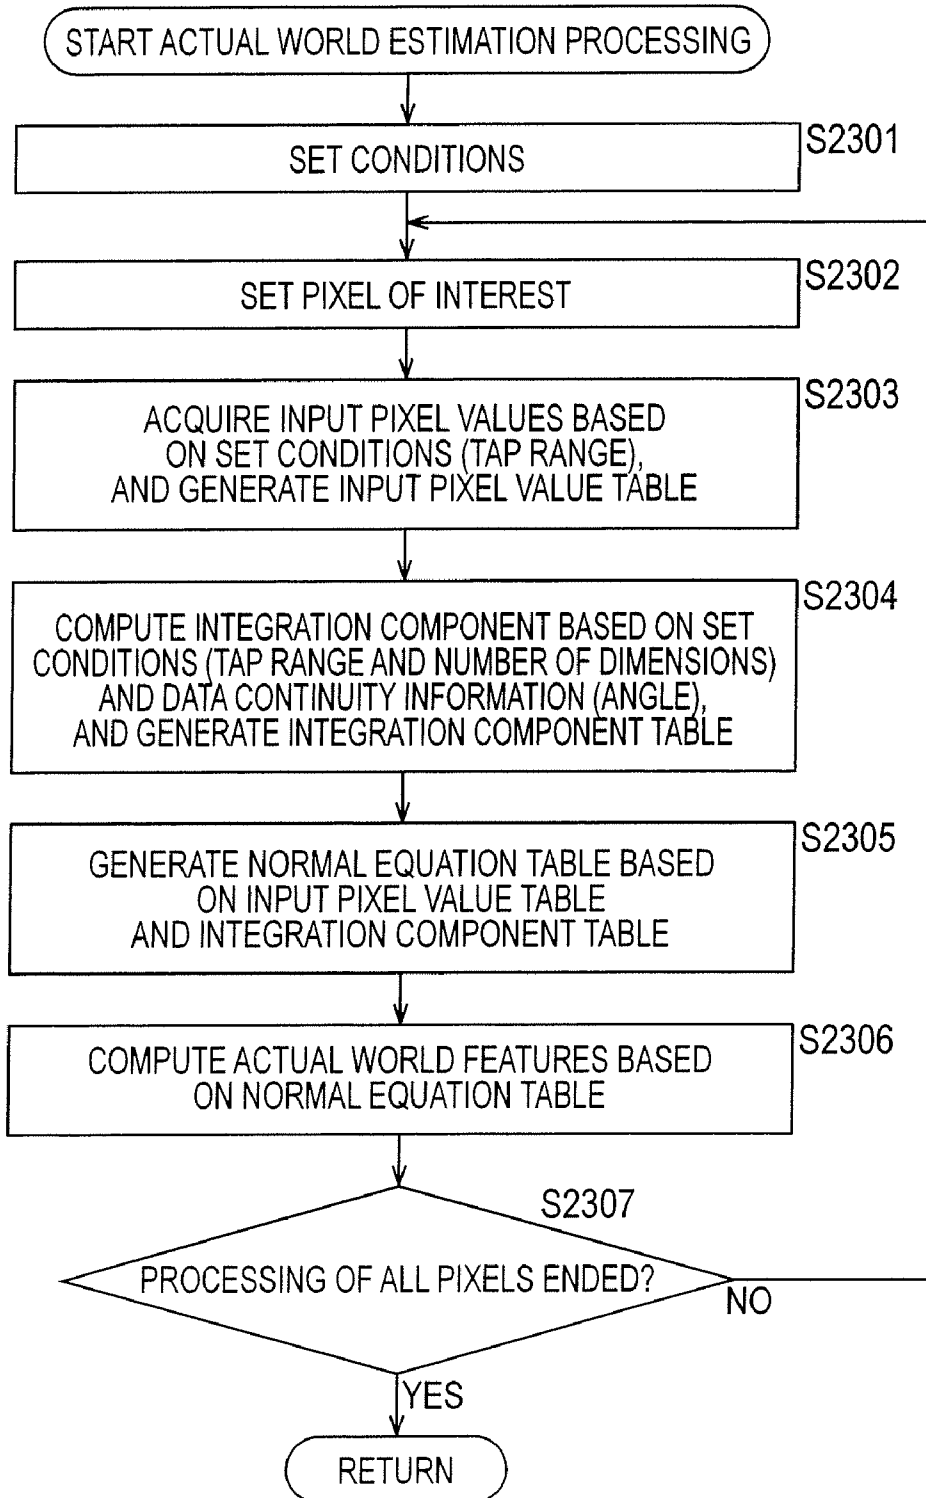 START ACTUAL WORLD ESTIMATION PROCESSING
S2301
SET CONDITIONS
S2302
SET PIXEL OF INTEREST
S2303
ACQUIRE INPUT PIXEL VALUES BASED
ON SET CONDITIONS (TAP RANGE),
AND GENERATE INPUT PIXEL VALUE TABLE
S2304
COMPUTE INTEGRATION COMPONENT BASED ON SET
CONDITIONS (TAP RANGE AND NUMBER OF DIMENSIONS)
AND DATA CONTINUITY INFORMATION (ANGLE),
AND GENERATE INTEGRATION COMPONENT TABLE
S2305
GENERATE NORMAL EQUATION TABLE BASED
ON INPUT PIXEL VALUE TABLE
AND INTEGRATION COMPONENT TABLE
S2306
COMPUTE ACTUAL WORLD FEATURES BASED
ON NORMAL EQUATION TABLE
S2307
PROCESSING OF ALL PIXELS ENDED?
NO
YES
RETURN